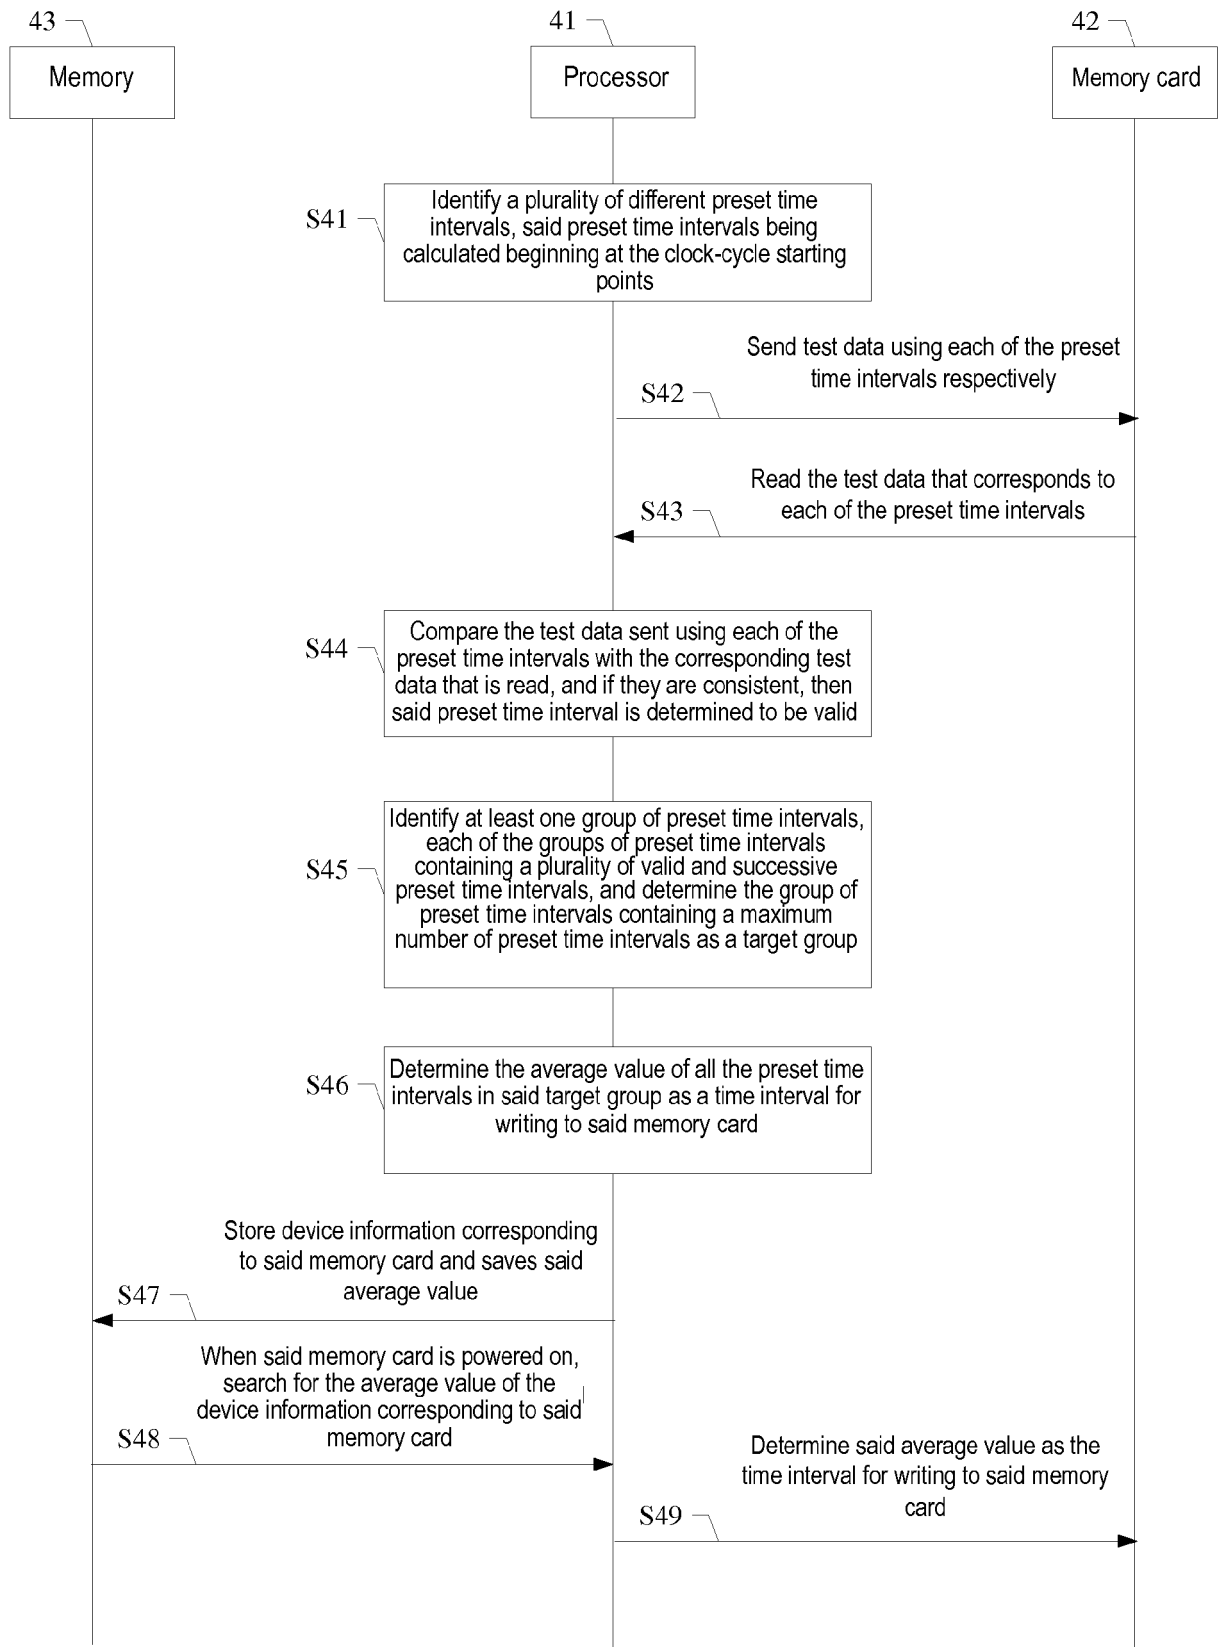 43
41
42
Memory
Processor
Memory card
S41
Identify a plurality of different preset time
intervals, said preset time intervals being
calculated beginning at the clock-cycle starting
points
Send test data using each of the preset
time intervals respectively
S42
Read the test data that corresponds to
each of the preset time intervals
S43
S44
Compare the test data sent using each of the
preset time intervals with the corresponding test
data that is read, and if they are consistent, then
said preset time interval is determined to be valid
S45
Identify at least one group of preset time intervals,
each of the groups of preset time intervals
containing a plurality of valid and successive
preset time intervals, and determine the group of
preset time intervals containing a maximum
number of preset time intervals as a target group
S46
Determine the average value of all the preset time
intervals in said target group as a time interval for
writing to said memory card
Store device information corresponding
to said memory card and saves said
average value
S47
When said memory card is powered on,
search for the average value of the
device information corresponding to said
memory card
S48
Determine said average value as the
time interval for writing to said memory
card
S49